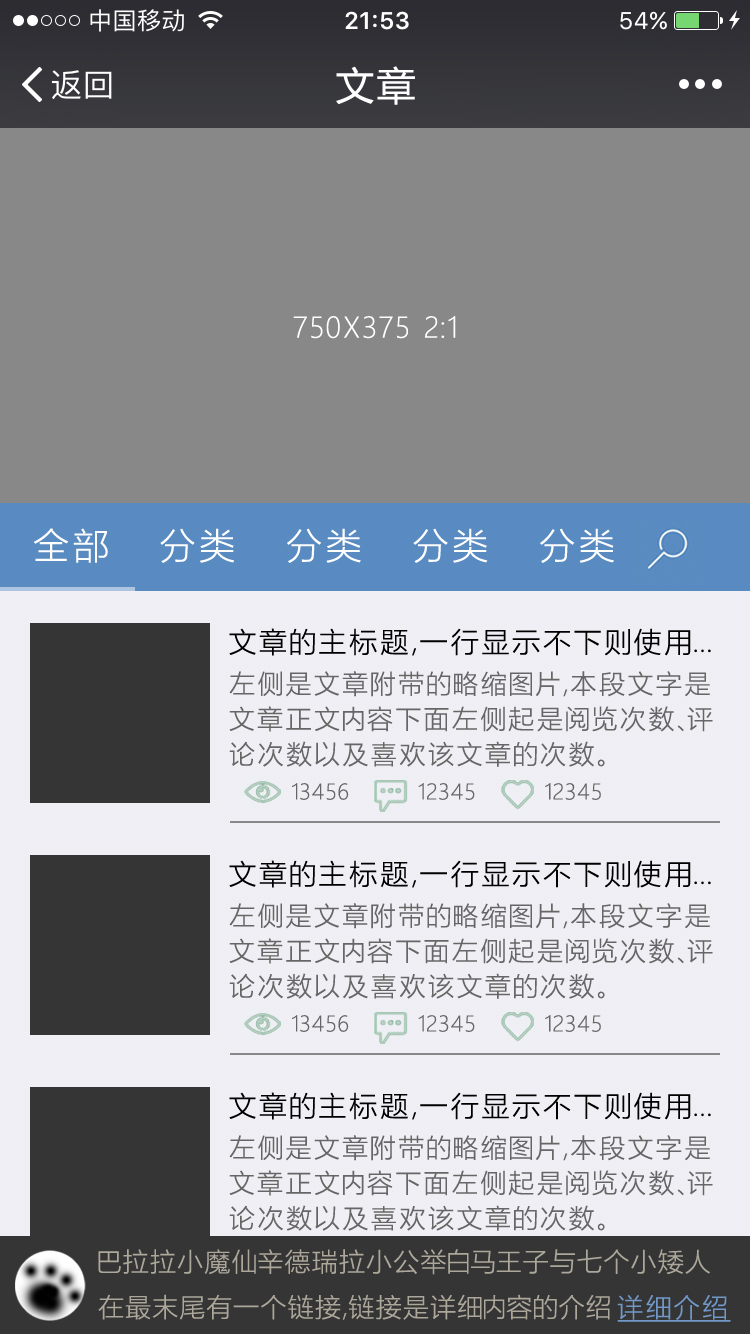 中国移动 21:53 54%
返回 文章
750X375 2:1
全部 分类 分类 分类 分类
文章的主标题,一行显示不下则使用...
左侧是文章附带的略缩图片,本段文字是
文章正文内容下面左侧起是阅览次数、评
论次数以及喜欢该文章的次数。
13456 12345 12345
文章的主标题,一行显示不下则使用...
左侧是文章附带的略缩图片,本段文字是
文章正文内容下面左侧起是阅览次数、评
论次数以及喜欢该文章的次数。
13456 12345 12345
文章的主标题,一行显示不下则使用...
左侧是文章附带的略缩图片,本段文字是
文章正文内容下面左侧起是阅览次数、评
论次数以及喜欢该文章的次数。
巴拉拉小魔仙辛德瑞拉小公举白马王子与七个小矮人
在最末尾有一个链接,链接是详细内容的介绍 详细介绍